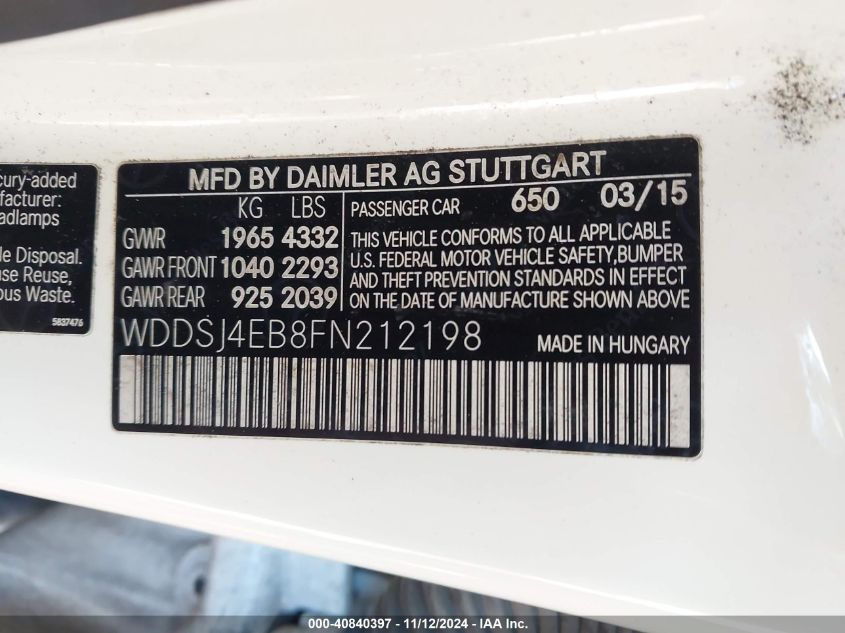 cury-added
nufacturer:
adlamps
le Disposal.
nse Reuse,
ous Waste.
5837476
MFD BY DAIMLER AG STUTTGART
KG LBS
GVWR 1965 4332
GAWR FRONT 1040 2293
GAWR REAR 925 2039
PASSENGER CAR 650 03/15
THIS VEHICLE CONFORMS TO ALL APPLICABLE
U.S. FEDERAL MOTOR VEHICLE SAFETY,BUMPER
AND THEFT PREVENTION STANDARDS IN EFFECT
ON THE DATE OF MANUFACTURE SHOWN ABOVE
WDDSJ4EB8FN212198 MADE IN HUNGARY
000-40840397 - 11/12/2024 - IAA Inc.